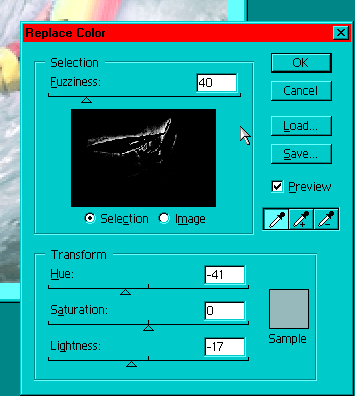 Replace Color
Selection
Fuzziness: 40
Selection Image
OK
Cancel
Load...
Save...
Preview
Transform
Hue: -41
Saturation: 0
Lightness: -17
Sample